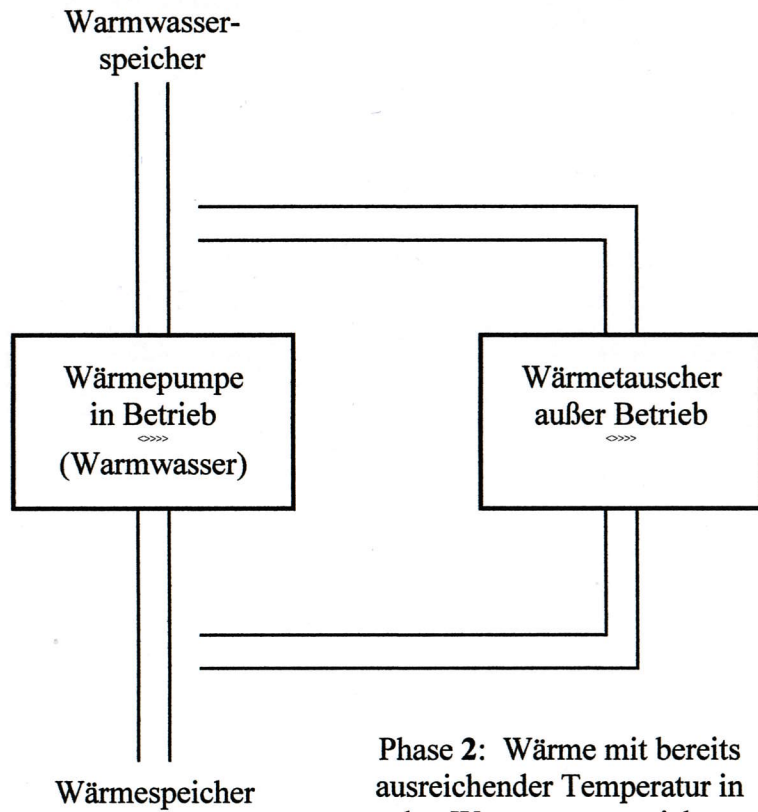 Warmwasser-
speicher
Wärmepumpe
in Betrieb
<>>>>
(Warmwasser)
Wärmetauscher
außer Betrieb
<>>>>
Wärmespeicher
Phase 2: Wärme mit bereits
ausreichender Temperatur in